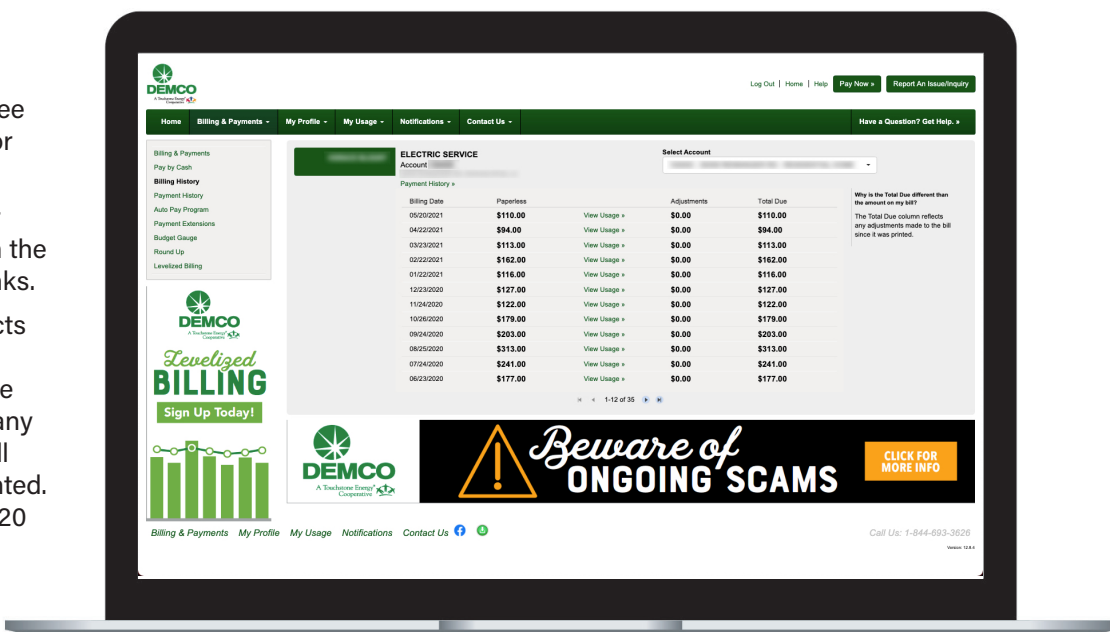 ee
or
n the
nks.
cts
e
any
ll
nted.
20
DEMCO
A Touchstone Energy®
Cooperative
Log Out | Home | Help
Pay Now »
Report An Issue/Inquiry
Home
Billing & Payments
My Profile
My Usage
Notifications
Contact Us
Have a Question? Get Help. »
Billing & Payments
Pay by Cash
Billing History
Payment History
Auto Pay Program
Payment Extensions
Budget Gauge
Round Up
Levelized Billing
ELECTRIC SERVICE
Account
Payment History »
Select Account
Billing Date Paperless Adjustments Total Due
05/20/2021 $110.00 View Usage » $0.00 $110.00
04/22/2021 $94.00 View Usage » $0.00 $94.00
03/23/2021 $113.00 View Usage » $0.00 $113.00
02/22/2021 $162.00 View Usage » $0.00 $162.00
01/22/2021 $116.00 View Usage » $0.00 $116.00
12/23/2020 $127.00 View Usage » $0.00 $127.00
11/24/2020 $122.00 View Usage » $0.00 $122.00
10/26/2020 $179.00 View Usage » $0.00 $179.00
09/24/2020 $203.00 View Usage » $0.00 $203.00
08/25/2020 $313.00 View Usage » $0.00 $313.00
07/24/2020 $241.00 View Usage » $0.00 $241.00
06/23/2020 $177.00 View Usage » $0.00 $177.00
1-12 of 35
Why is the Total Due different than
the amount on my bill?
The Total Due column reflects
any adjustments made to the bill
since it was printed.
DEMCO
A Touchstone Energy®
Cooperative
Levelized
BILLING
Sign Up Today!
DEMCO
A Touchstone Energy®
Cooperative
Beware of
ONGOING SCAMS
CLICK FOR
MORE INFO
Billing & Payments My Profile My Usage Notifications Contact Us
Call Us: 1-844-693-3626
Version: 12.9.4